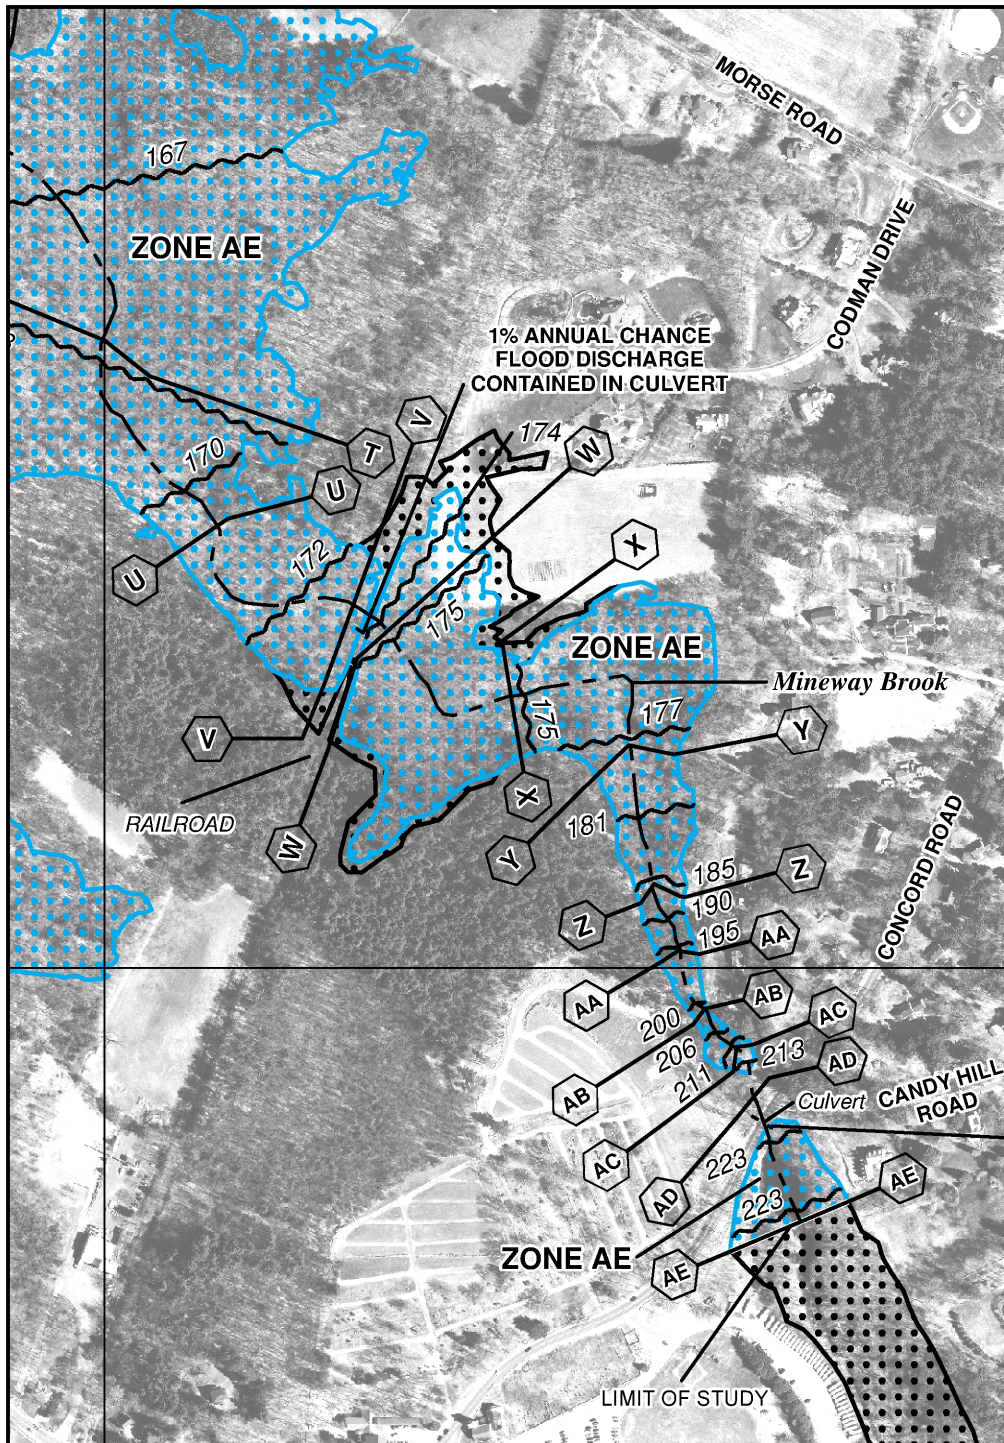 MORSE ROAD
167
ZONE AE
CODMAN DRIVE
1% ANNUAL CHANCE
FLOOD DISCHARGE
CONTAINED IN CULVERT
V
174
W
T
170
U
X
172
U
175
ZONE AE
Mineway Brook
175
177
Y
V
X
RAILROAD
181
W
Y
CONCORD ROAD
185
Z
190
Z
195
AA
AB
AA
AC
200
206
213
AD
211
AB
Culvert
CANDY HILL
ROAD
AC
223
AE
AD
223
ZONE AE
AE
LIMIT OF STUDY